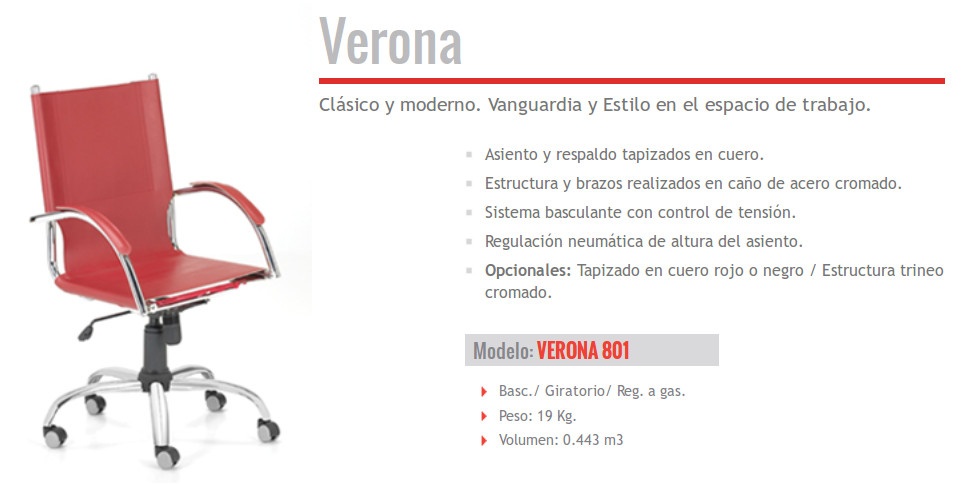 Verona
Clásico y moderno. Vanguardia y Estilo en el espacio de trabajo.
Asiento y respaldo tapizados en cuero.
Estructura y brazos realizados en caño de acero cromado.
Sistema basculante con control de tensión.
Regulación neumática de altura del asiento.
Opcionales: Tapizado en cuero rojo o negro / Estructura trineo
cromado.
Modelo: VERONA 801
Basc./ Giratorio/ Reg. a gas.
Peso: 19 Kg.
Volumen: 0.443 m3